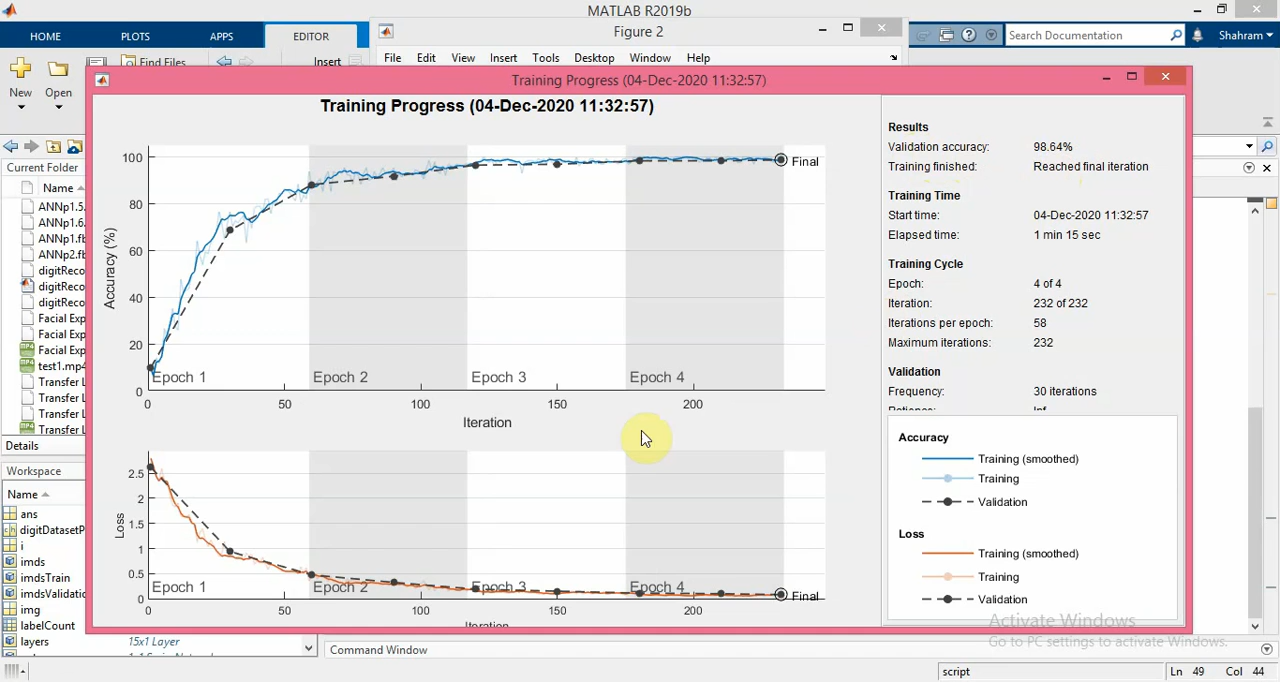 MATLAB R2019b
HOME PLOTS APPS EDITOR
Figure 2
Search Documentation
Shahram
File Edit View Insert Tools Desktop Window Help
New
Open
Find Files
Insert
Training Progress (04-Dec-2020 11:32:57)
Training Progress (04-Dec-2020 11:32:57)
Current Folder
Name
ANNp1.5.
ANNp1.6.
ANNp1.fb
ANNp2.fb
digitReco
digitReco
digitReco
Facial Exp
Facial Exp
Facial Exp
test1.mp4
Transfer L
Transfer L
Transfer L
Transfer L
Details
Workspace
Name
ans
digitDatasetP
i
imds
imdsTrain
imdsValidatio
img
labelCount
layers
15x1 Layer
Accuracy (%)
100
80
60
40
20
0
Epoch 1 Epoch 2 Epoch 3 Epoch 4
Final
0 50 100 150 200
Iteration
Loss
2.5
2
1.5
1
0.5
0
Epoch 1 Epoch 2 Epoch 3 Epoch 4
Final
0 50 100 150 200
Iteration
Results
Validation accuracy: 98.64%
Training finished: Reached final iteration
Training Time
Start time: 04-Dec-2020 11:32:57
Elapsed time: 1 min 15 sec
Training Cycle
Epoch: 4 of 4
Iteration: 232 of 232
Iterations per epoch: 58
Maximum iterations: 232
Validation
Frequency: 30 iterations
Patience: Inf
Accuracy
Training (smoothed)
Training
Validation
Loss
Training (smoothed)
Training
Validation
Activate Windows
Go to PC settings to activate Windows.
Command Window
script
Ln 49 Col 44